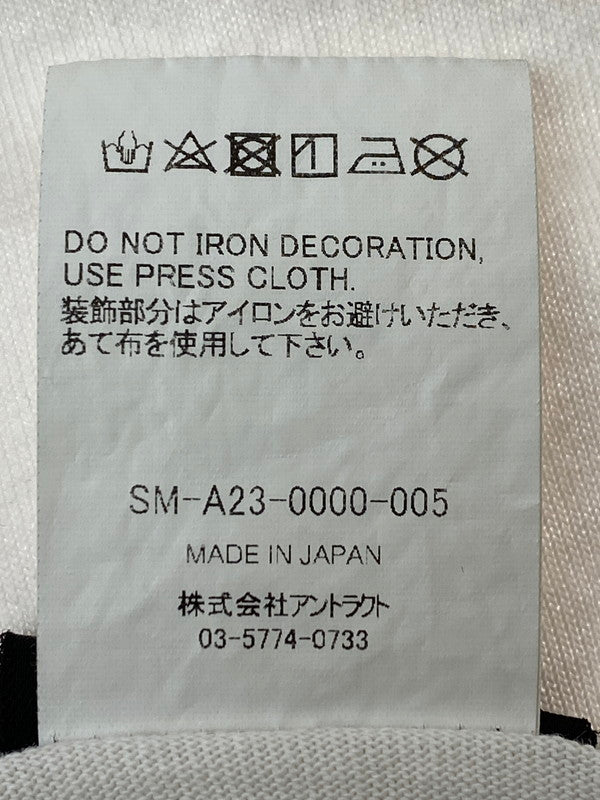 DO NOT IRON DECORATION,
USE PRESS CLOTH.
装飾部分はアイロンをお避けいただき、
あて布を使用して下さい。
SM-A23-0000-005
MADE IN JAPAN
株式会社アントラクト
03-5774-0733